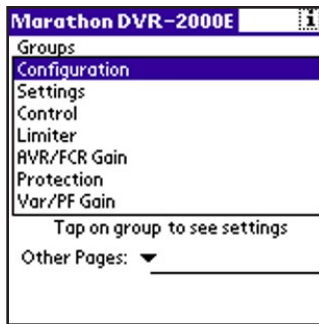 Marathon DVR-2000E i
Groups
Configuration
Settings
Control
Limiter
AVR/FCR Gain
Protection
Var/PF Gain
Tap on group to see settings
Other Pages: